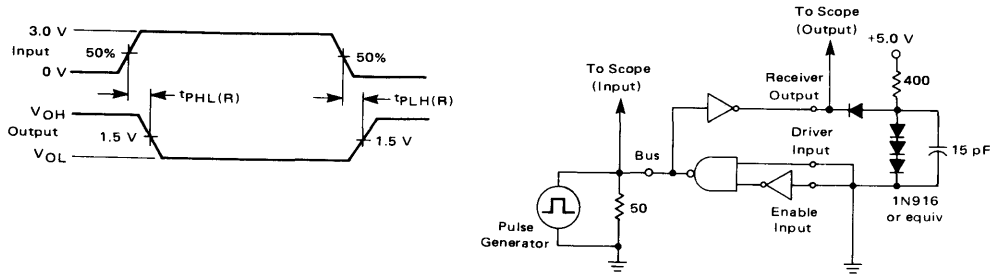 3.0 V
Input
50%
0 V
50%
tPHL(R)
tPLH(R)
VOH
Output
1.5 V
1.5 V
VOL
To Scope
(Output)
+5.0 V
To Scope
(Input)
Receiver
Output
400
Driver
Input
15 pF
Bus
50
1N916
or equiv
Enable
Input
Pulse
Generator